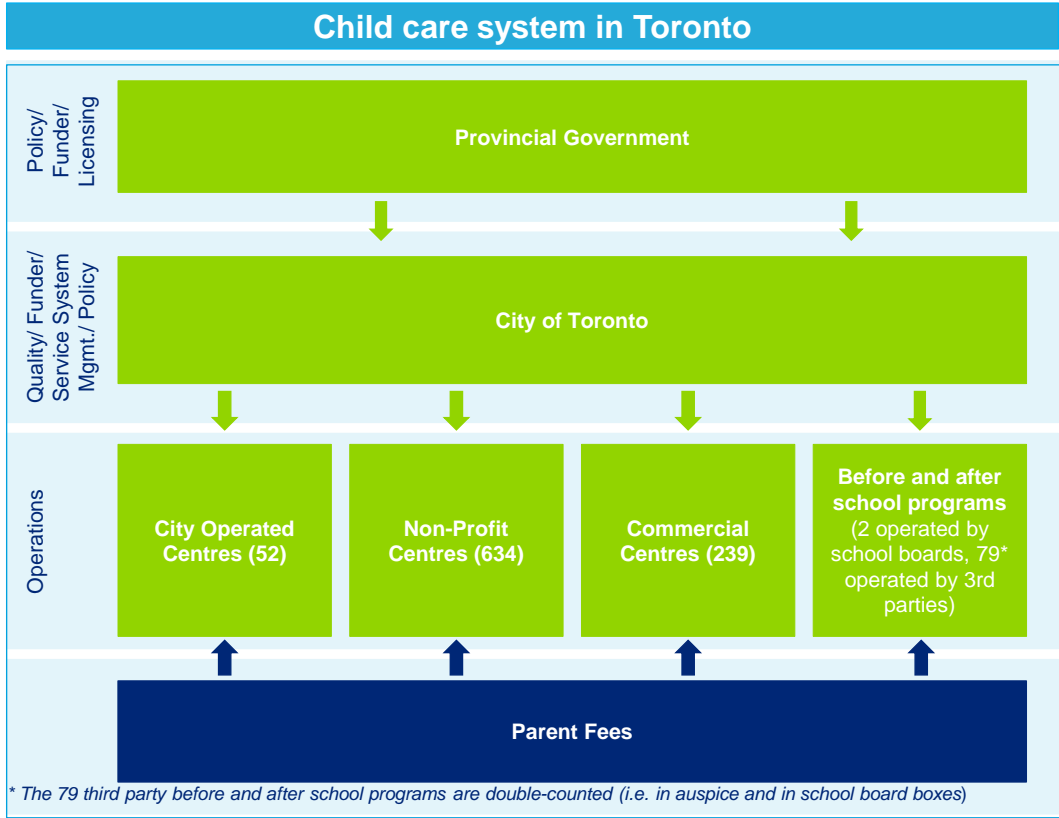 Child care system in Toronto
Policy/
Funder/
Licensing
Provincial Government
Quality/ Funder/
Service System
Mgmt./ Policy
City of Toronto
Operations
City Operated
Centres (52)
Non-Profit
Centres (634)
Commercial
Centres (239)
Before and after
school programs
(2 operated by
school boards, 79*
operated by 3rd
parties)
Parent Fees
* The 79 third party before and after school programs are double-counted (i.e. in auspice and in school board boxes)